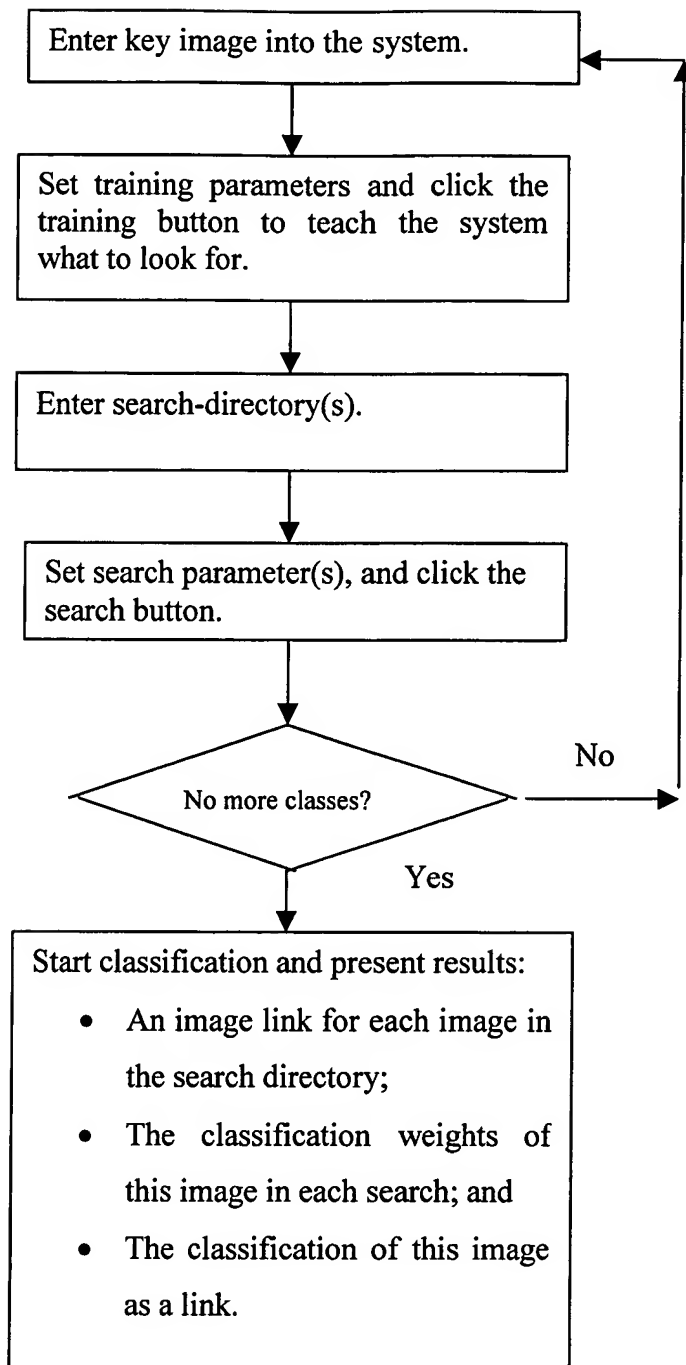 Enter key image into the system.
Set training parameters and click the
training button to teach the system
what to look for.
Enter search-directory(s).
Set search parameter(s), and click the
search button.
No more classes?
No
Yes
Start classification and present results:
• An image link for each image in
the search directory;
• The classification weights of
this image in each search; and
• The classification of this image
as a link.